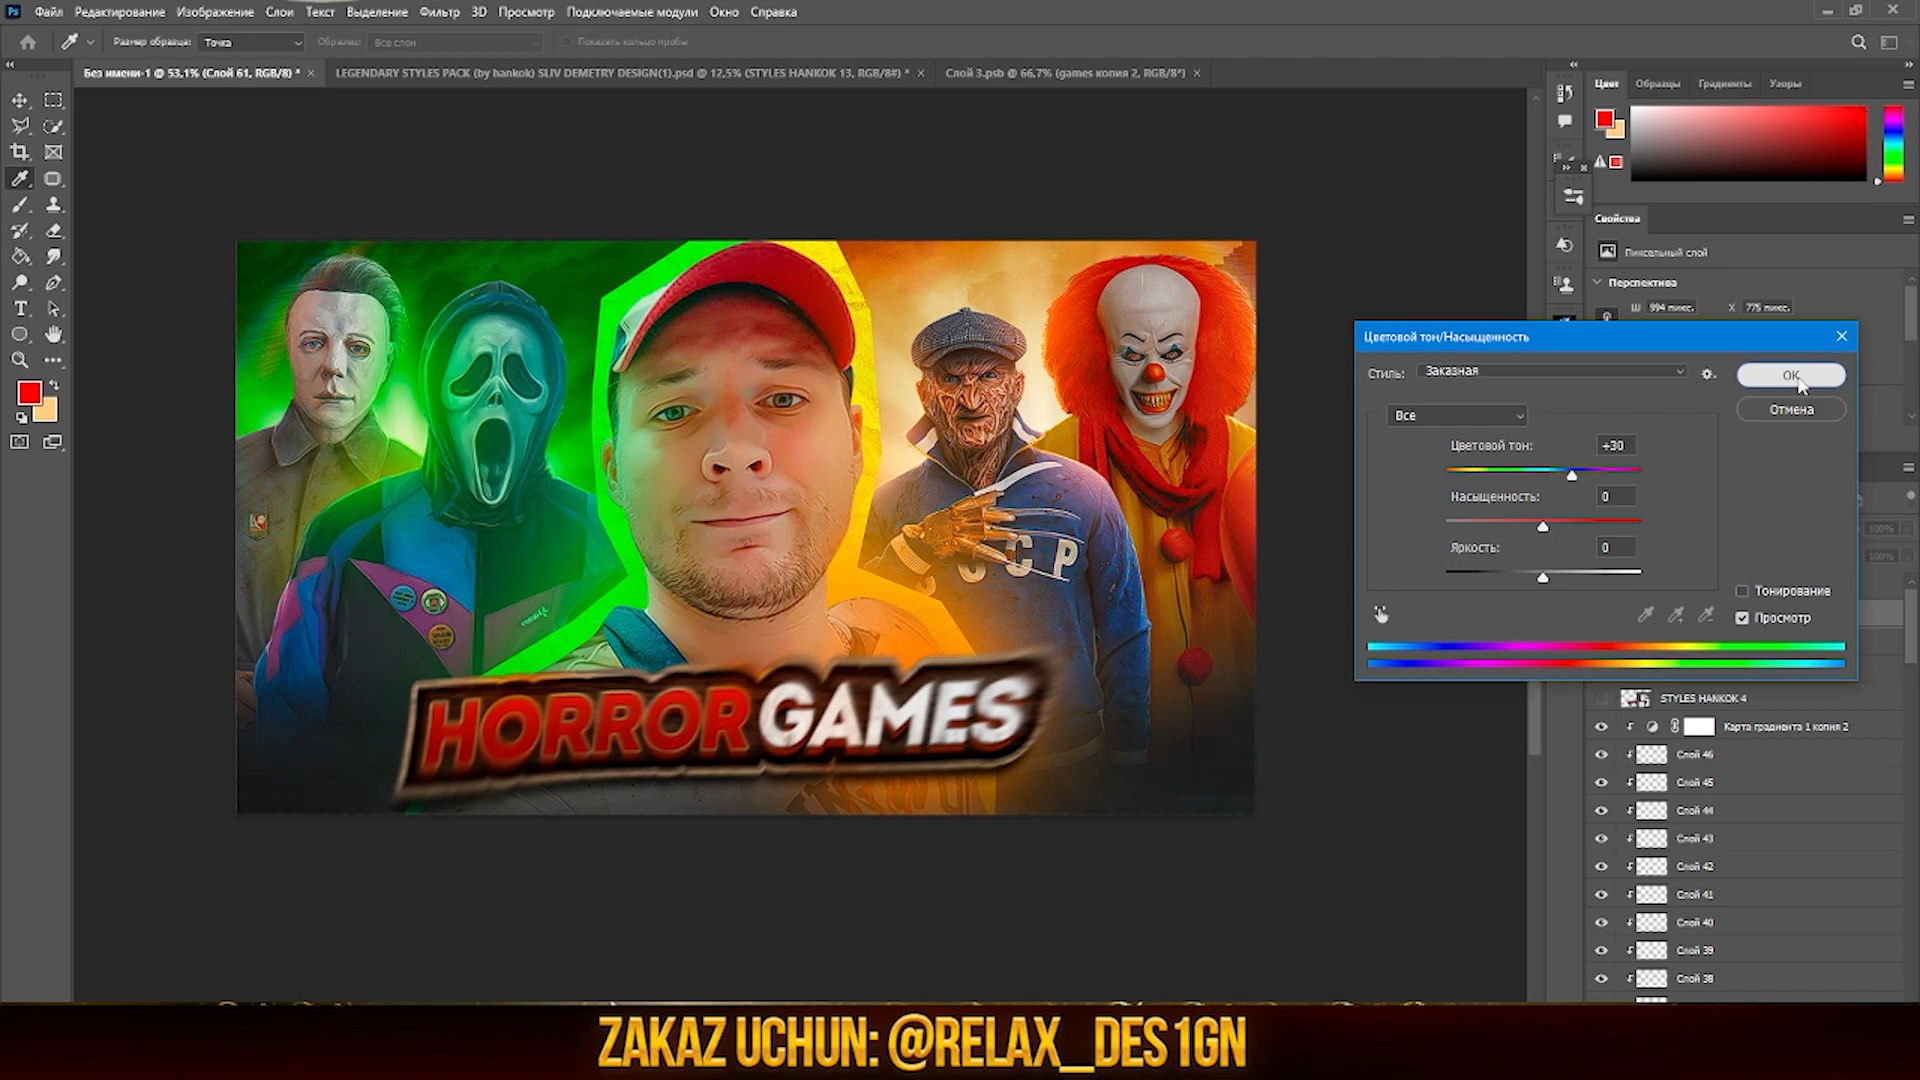 Ps Файл Редактирование Изображение Слои Текст Выделение Фильтр 3D Просмотр Подключаемые модули Окно Справка
Размер образца: Точка Образец: Все слои Показать кольцо пробы
Без имени-1 @ 53,1% (Слой 61, RGB/8) * LEGENDARY STYLES PACK (by hankok) SLIV DEMETRY DESIGN(1).psd @ 12,5% (STYLES HANKOK 13, RGB/8#) * Слой 3.psb @ 66,7% (games копия 2, RGB/8*)
Цвет Образцы Градиенты Узоры
Свойства
Пиксельный слой
Перспектива
Ш 994 пикс. X 775 пикс.
Цветовой тон/Насыщенность
Стиль: Заказная
OK
Все
Отмена
Цветовой тон: +30
Насыщенность: 0
100%
Яркость: 0
100%
Тонирование
Просмотр
C P
HORROR GAMES
STYLES HANKOK 4
Карта градиента 1 копия 2
Слой 46
Слой 45
Слой 44
Слой 43
Слой 42
Слой 41
Слой 40
Слой 39
Слой 38
ZAKAZ UCHUN: @RELAX_DES1GN